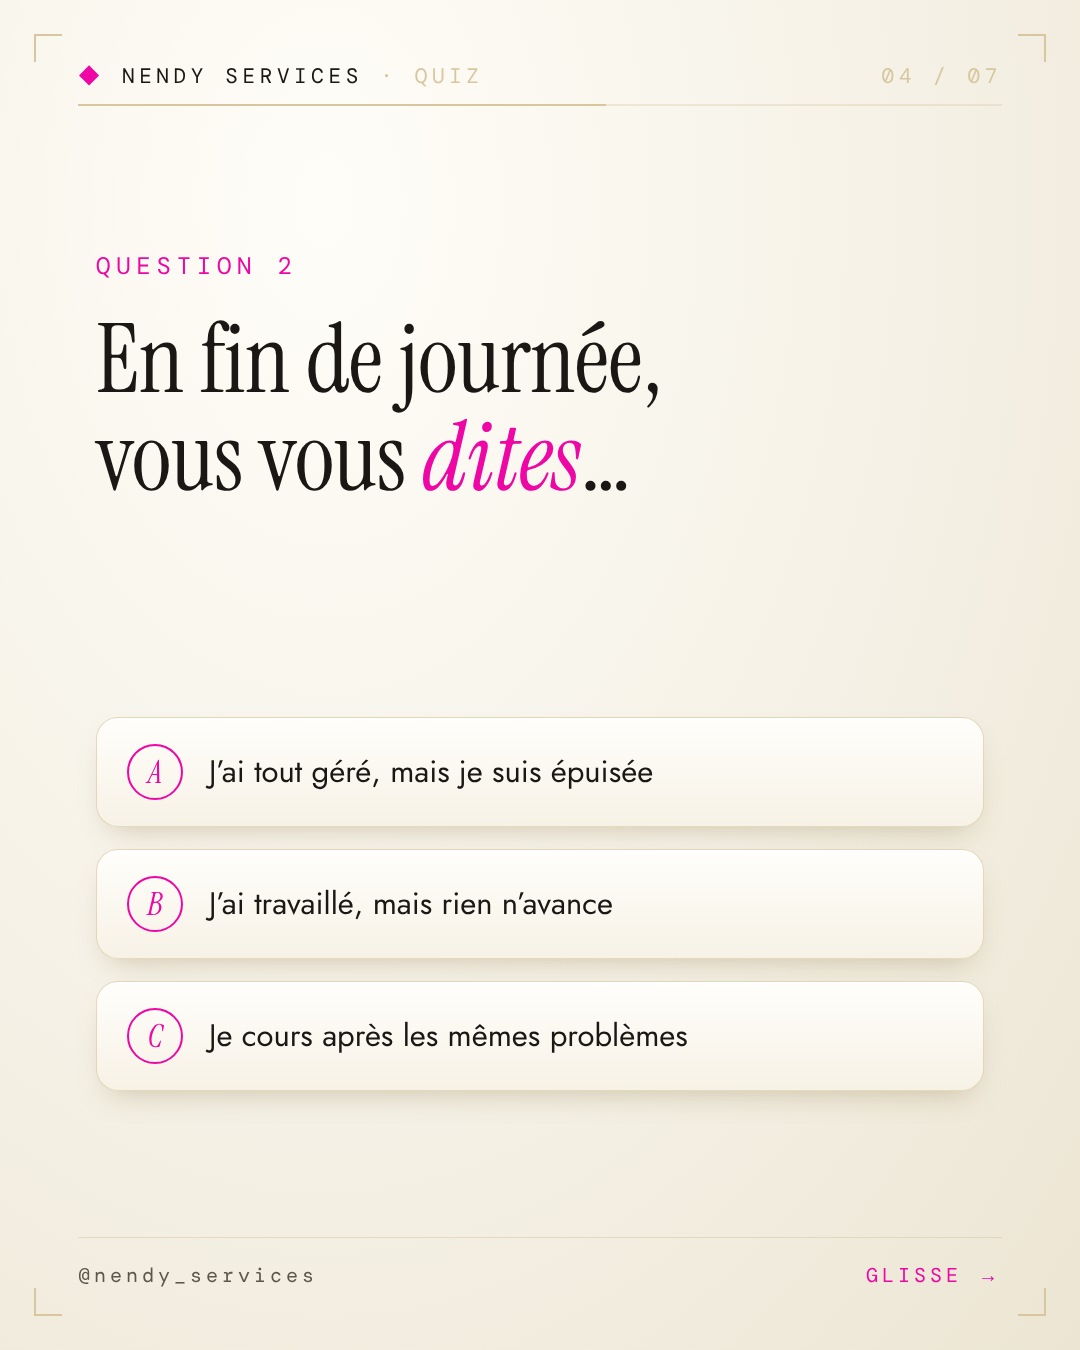 ◆ NENDY SERVICES · QUIZ
04 / 07
QUESTION 2
En fin de journée,
vous vous dites...
A J’ai tout géré, mais je suis épuisée
B J’ai travaillé, mais rien n’avance
C Je cours après les mêmes problèmes
@nendy_services
GLISSE →